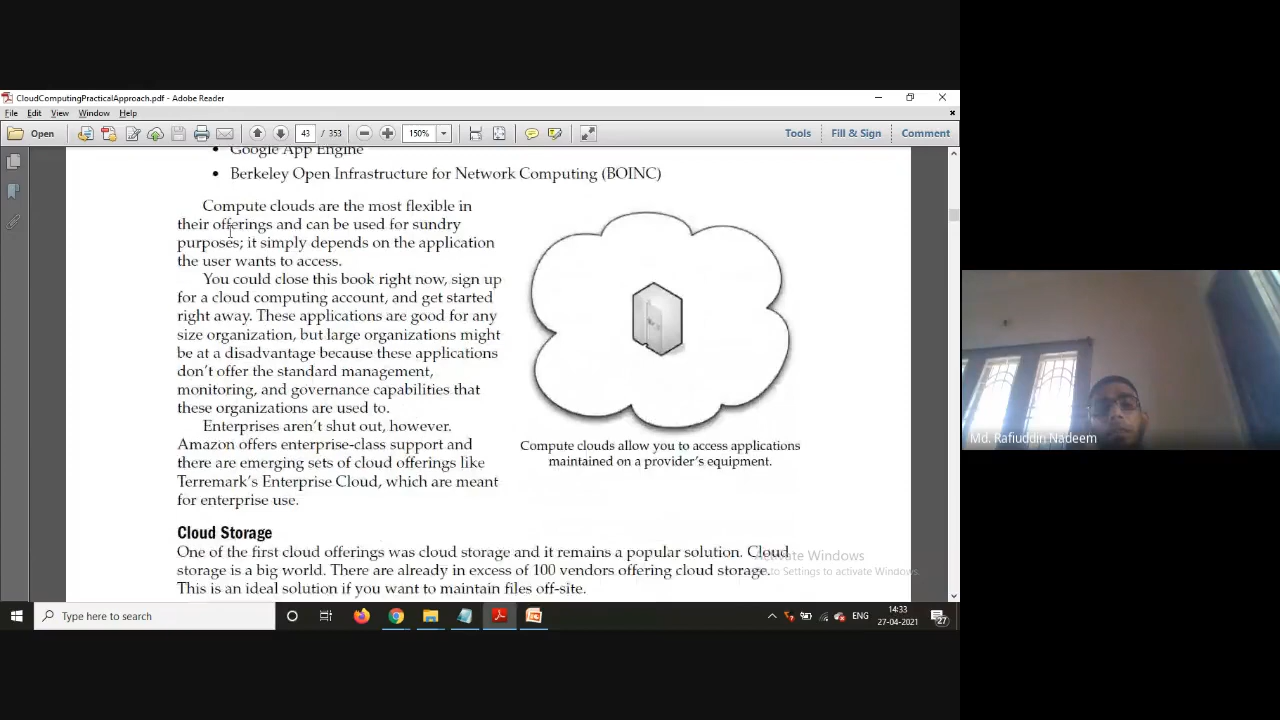 CloudComputingPracticalApproach.pdf - Adobe Reader
File Edit View Window Help
Open 43 / 353 150% Tools Fill & Sign Comment
• Google App Engine
• Berkeley Open Infrastructure for Network Computing (BOINC)
Compute clouds are the most flexible in
their offerings and can be used for sundry
purposes; it simply depends on the application
the user wants to access.
You could close this book right now, sign up
for a cloud computing account, and get started
right away. These applications are good for any
size organization, but large organizations might
be at a disadvantage because these applications
don't offer the standard management,
monitoring, and governance capabilities that
these organizations are used to.
Enterprises aren't shut out, however.
Amazon offers enterprise-class support and
there are emerging sets of cloud offerings like
Terremark's Enterprise Cloud, which are meant
for enterprise use.
Compute clouds allow you to access applications
maintained on a provider's equipment.
Cloud Storage
One of the first cloud offerings was cloud storage and it remains a popular solution. Cloud
storage is a big world. There are already in excess of 100 vendors offering cloud storage.
This is an ideal solution if you want to maintain files off-site.
Activate Windows
to Settings to activate Windows.
Type here to search
ENG
14:33
27-04-2021
27
Md. Rafiuddin Nadeem